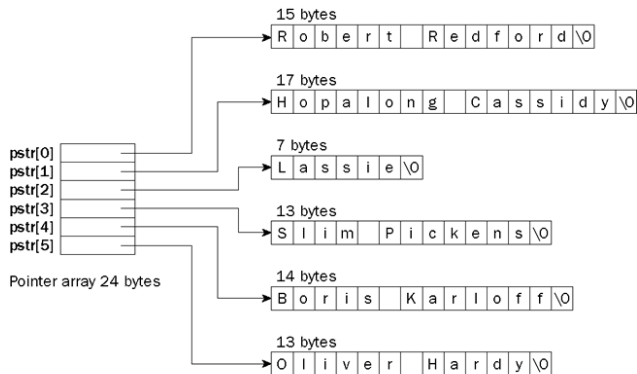 15 bytes
R o b e r t   R e d f o r d \0
17 bytes
H o p a l o n g   C a s s i d y \0
pstr[0]
pstr[1]
pstr[2]
pstr[3]
pstr[4]
pstr[5]
Pointer array 24 bytes
7 bytes
L a s s i e \0
13 bytes
S l i m   P i c k e n s \0
14 bytes
B o r i s   K a r l o f f \0
13 bytes
O l i v e r   H a r d y \0